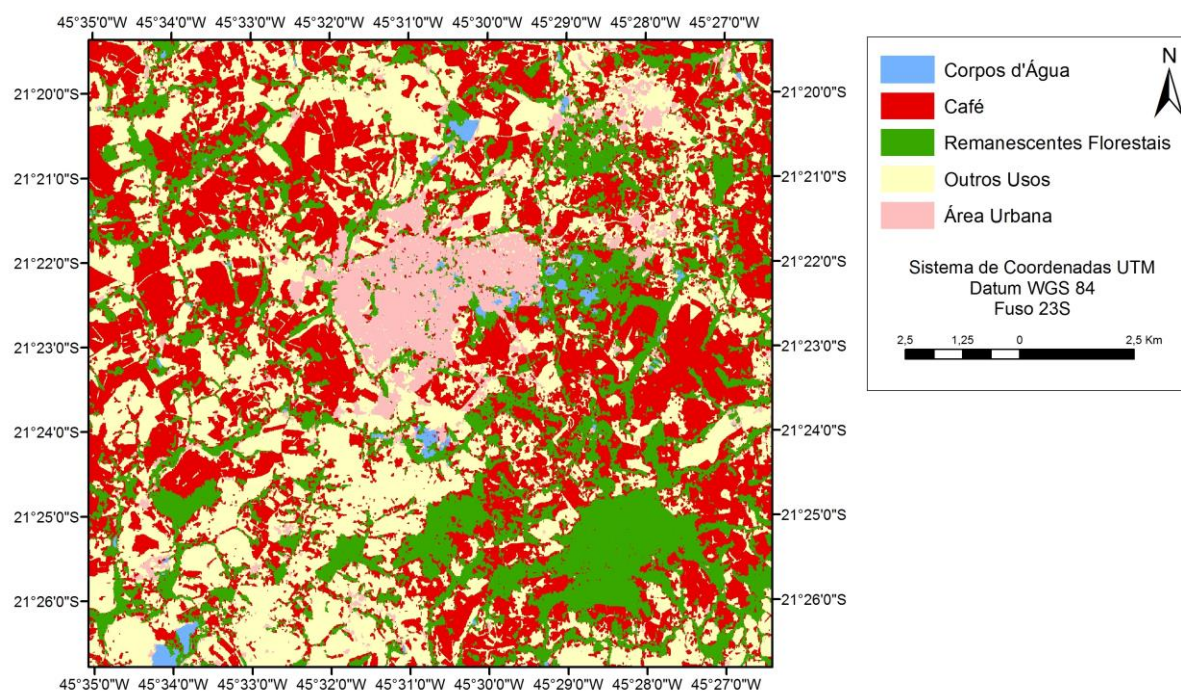 45°35'0"W 45°34'0"W 45°33'0"W 45°32'0"W 45°31'0"W 45°30'0"W 45°29'0"W 45°28'0"W 45°27'0"W
21°20'0"S 21°20'0"S
21°21'0"S 21°21'0"S
21°22'0"S 21°22'0"S
21°23'0"S 21°23'0"S
21°24'0"S 21°24'0"S
21°25'0"S 21°25'0"S
21°26'0"S 21°26'0"S
45°35'0"W 45°34'0"W 45°33'0"W 45°32'0"W 45°31'0"W 45°30'0"W 45°29'0"W 45°28'0"W 45°27'0"W
N
Corpos d'Água
Café
Remanescentes Florestais
Outros Usos
Área Urbana
Sistema de Coordenadas UTM
Datum WGS 84
Fuso 23S
2,5 1,25 0 2,5 Km